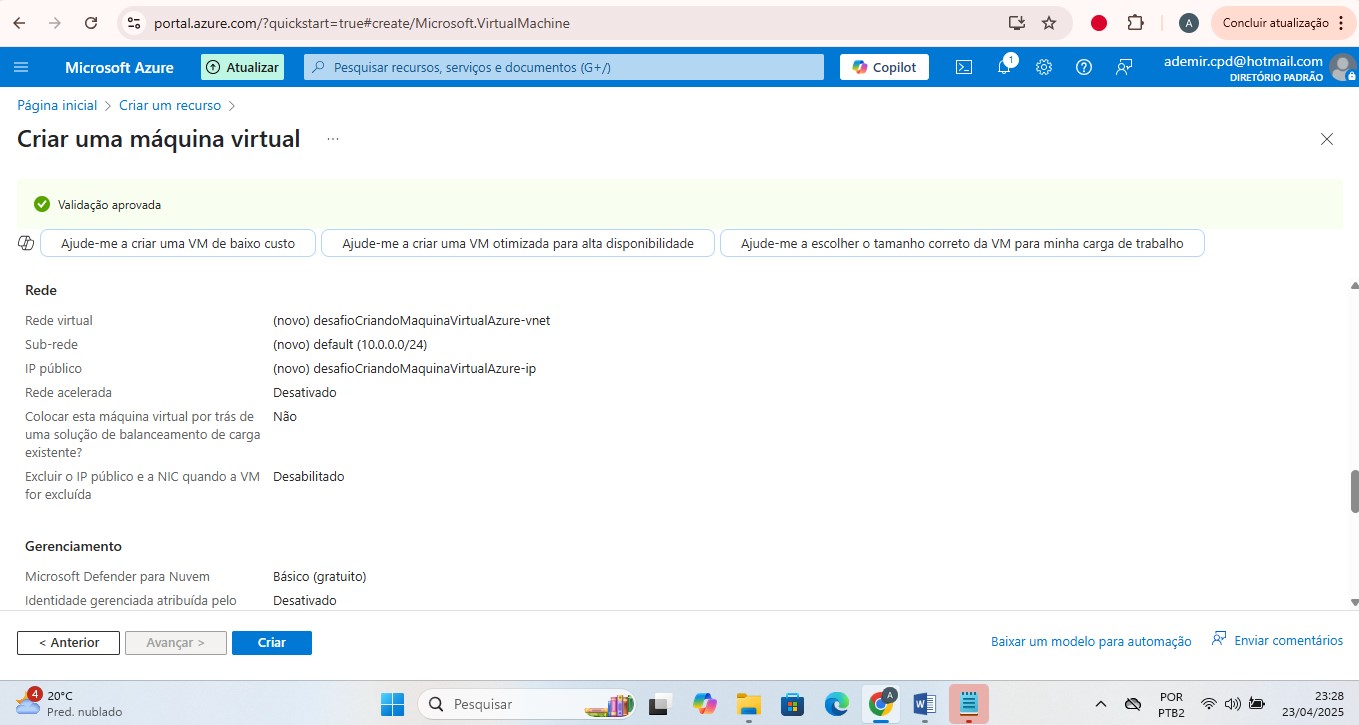 portal.azure.com/?quickstart=true#create/Microsoft.VirtualMachine
A
Concluir atualização
Microsoft Azure
Atualizar
Pesquisar recursos, serviços e documentos (G+/)
Copilot
1
ademir.cpd@hotmail.com
DIRETÓRIO PADRÃO
Página inicial > Criar um recurso >
Criar uma máquina virtual ...
Validação aprovada
Ajude-me a criar uma VM de baixo custo
Ajude-me a criar uma VM otimizada para alta disponibilidade
Ajude-me a escolher o tamanho correto da VM para minha carga de trabalho
Rede
Rede virtual (novo) desafioCriandoMaquinaVirtualAzure-vnet
Sub-rede (novo) default (10.0.0.0/24)
IP público (novo) desafioCriandoMaquinaVirtualAzure-ip
Rede acelerada Desativado
Colocar esta máquina virtual por trás de Não
uma solução de balanceamento de carga
existente?
Excluir o IP público e a NIC quando a VM Desabilitado
for excluída
Gerenciamento
Microsoft Defender para Nuvem Básico (gratuito)
Identidade gerenciada atribuída pelo Desativado
< Anterior
Avançar >
Criar
Baixar um modelo para automação
Enviar comentários
4
20°C
Pred. nublado
Pesquisar
A
W
POR
PTB2
23:28
23/04/2025